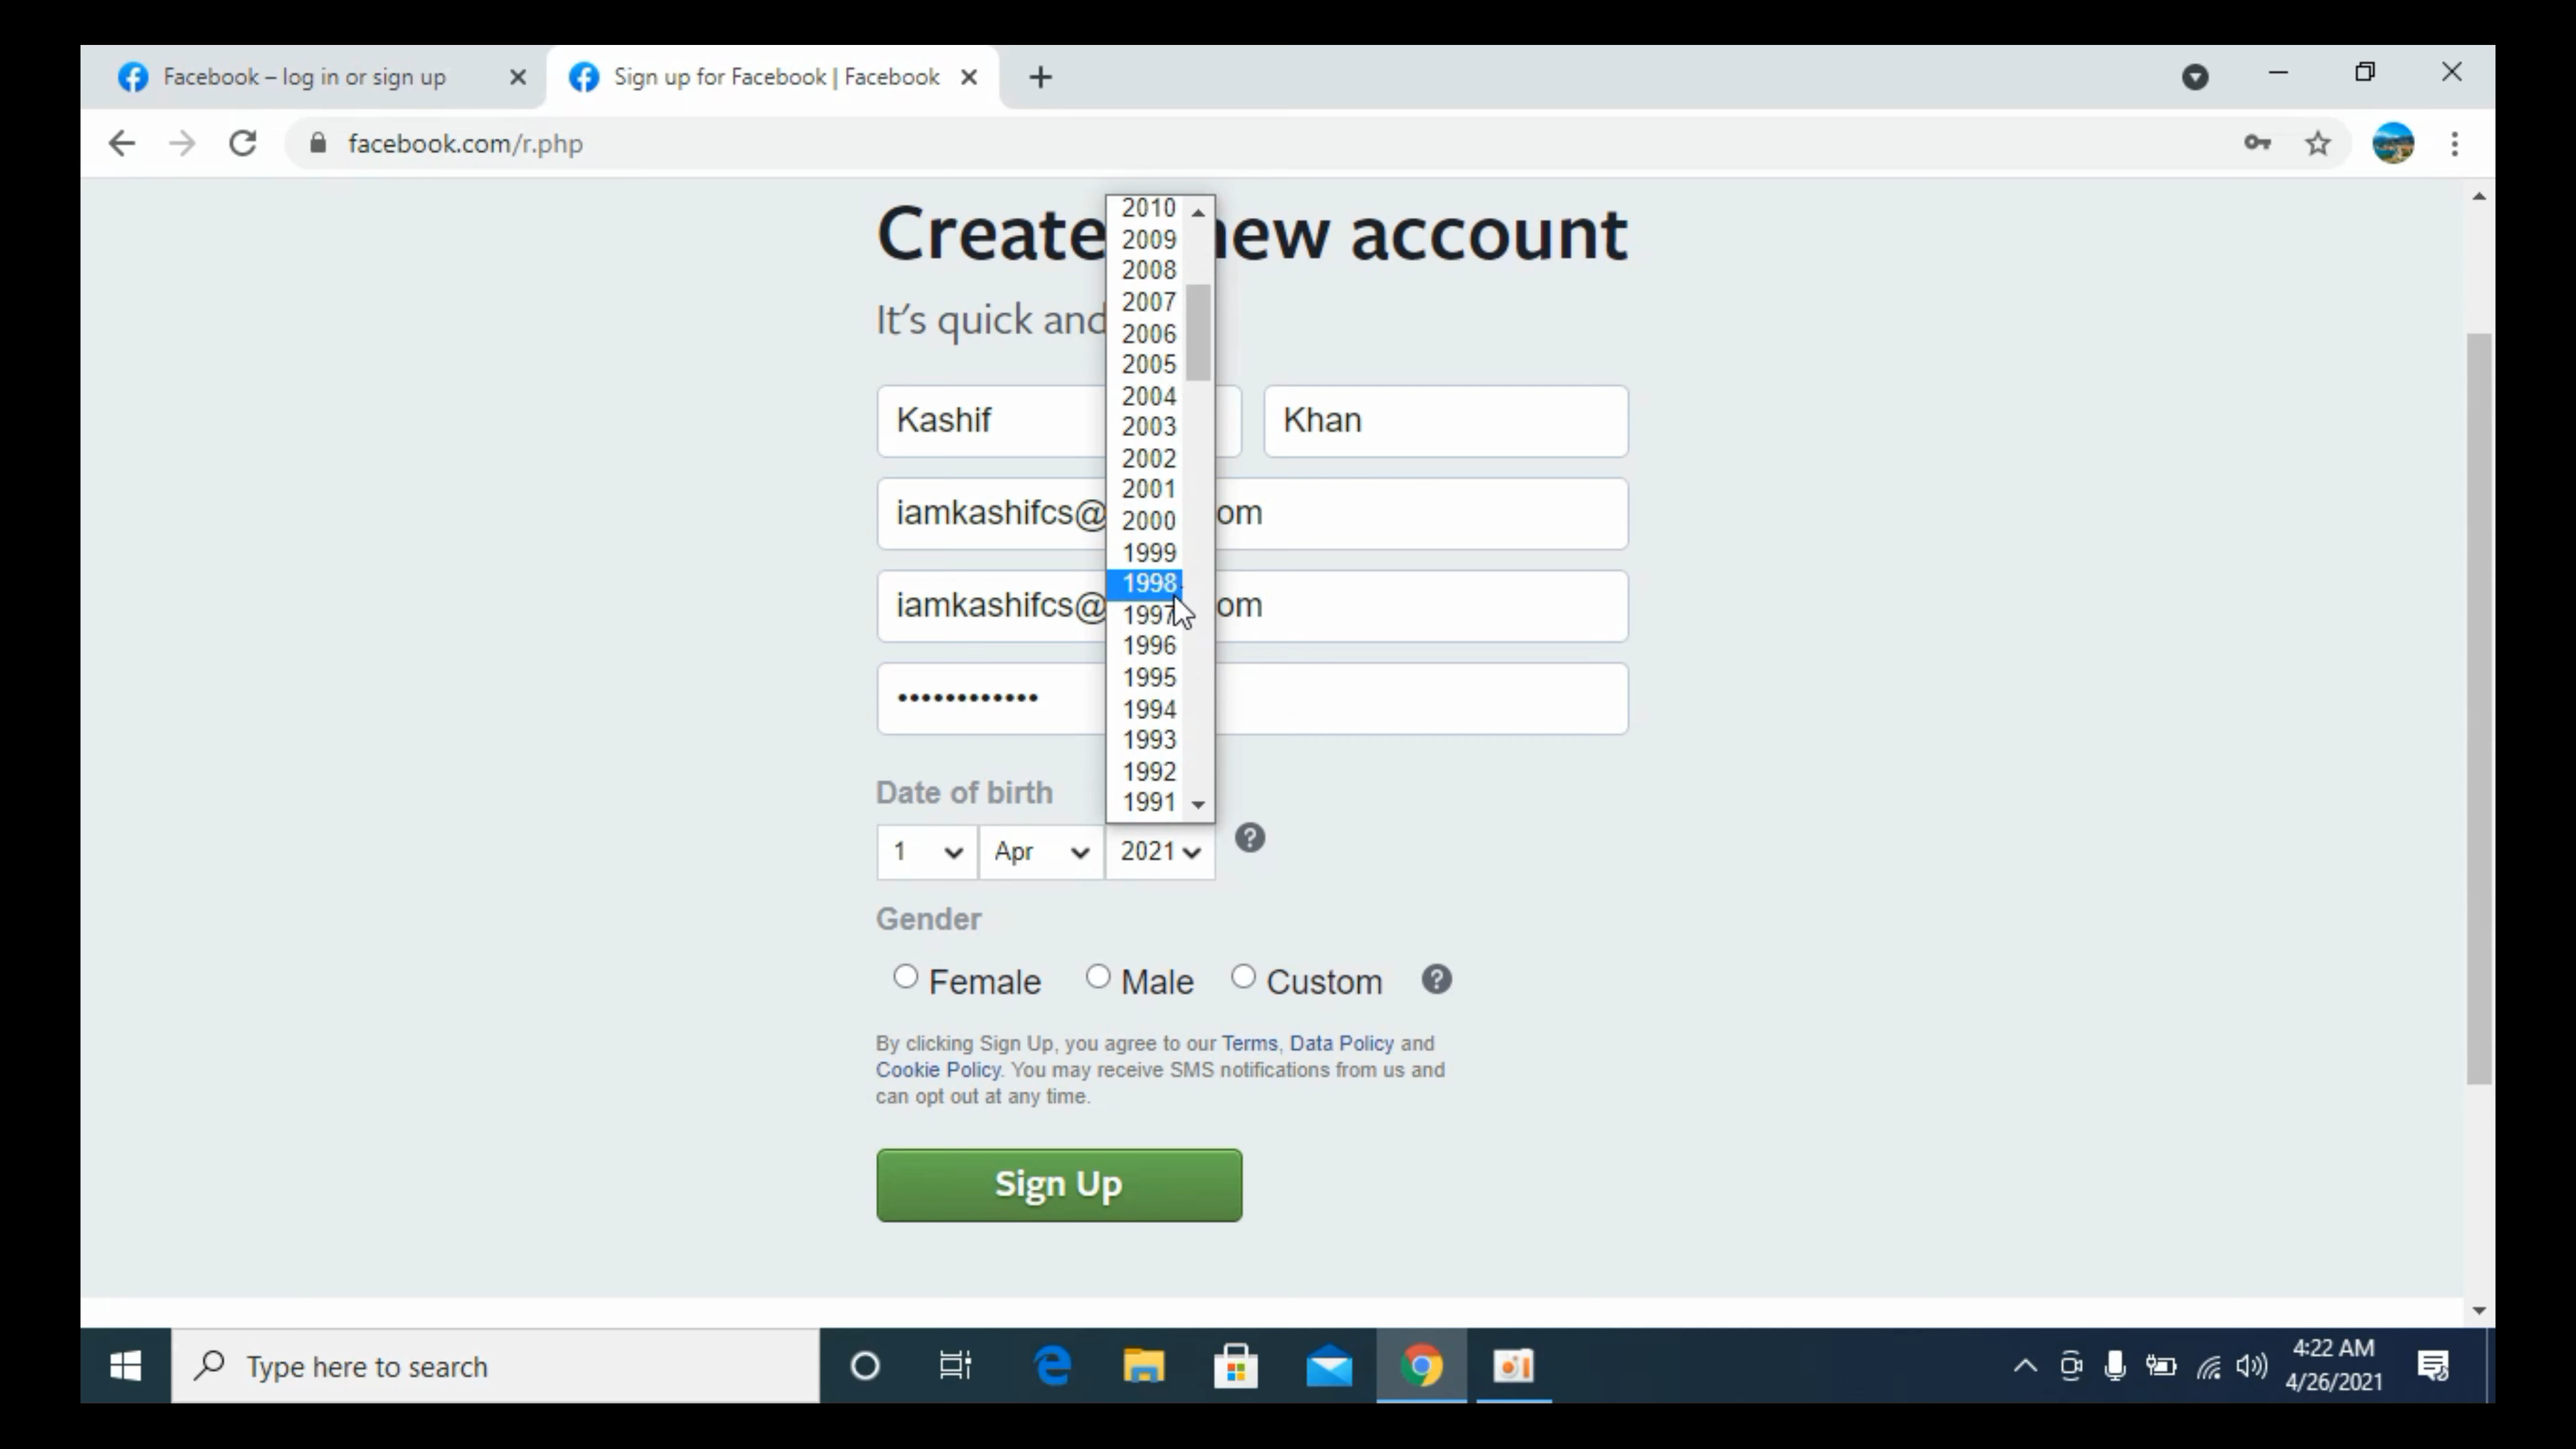 Facebook – log in or sign up
Sign up for Facebook | Facebook
facebook.com/r.php
Create ew account
It's quick and
Kashif
Khan
iamkashifcs@ om
iamkashifcs@ om
••••••••••••
2010
2009
2008
2007
2006
2005
2004
2003
2002
2001
2000
1999
1998
1997
1996
1995
1994
1993
1992
1991
Date of birth
1 Apr 2021
Gender
Female Male Custom
By clicking Sign Up, you agree to our Terms, Data Policy and
Cookie Policy. You may receive SMS notifications from us and
can opt out at any time.
Sign Up
Type here to search
4:22 AM
4/26/2021